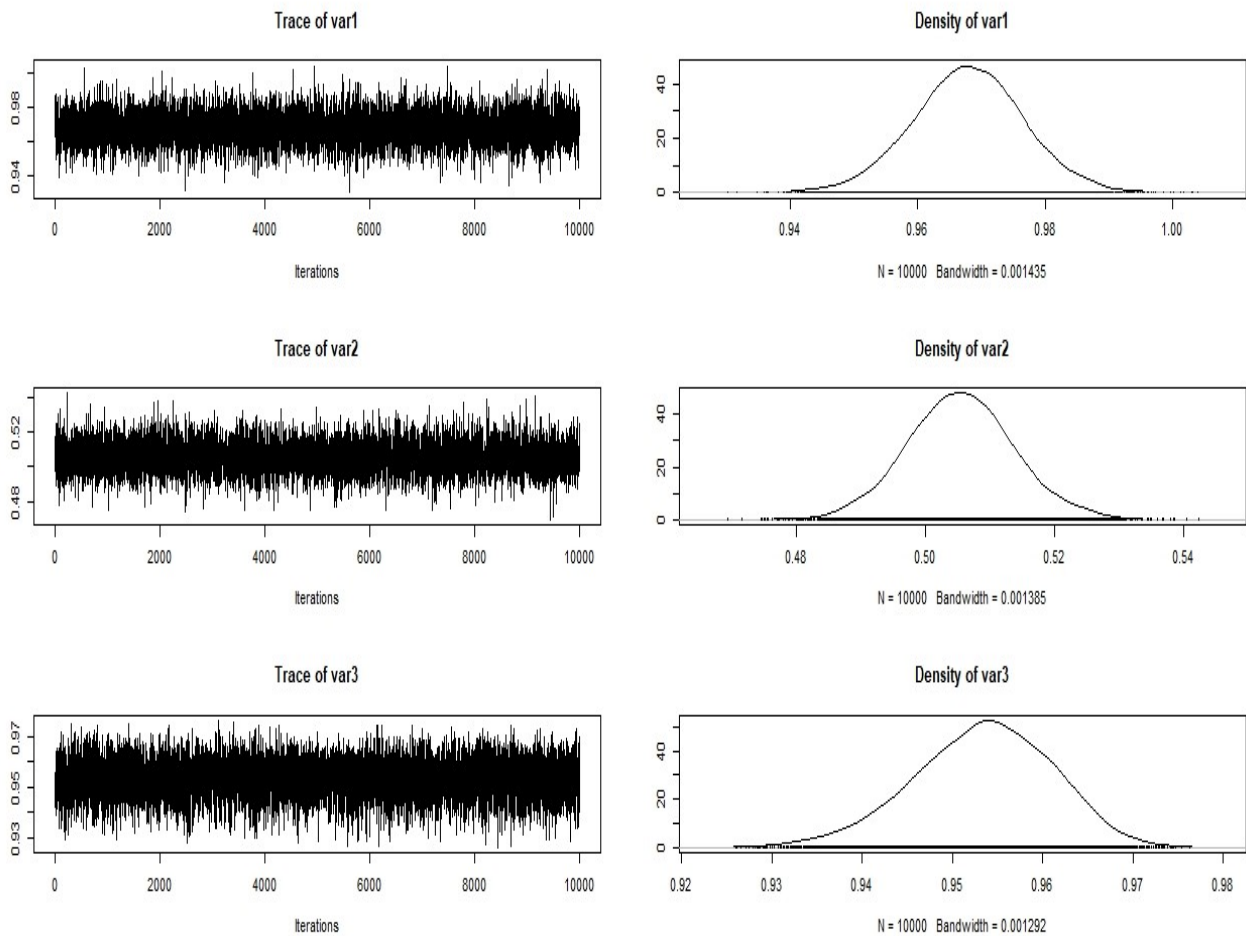 Trace of var1
0.94
0.98
0 2000 4000 6000 8000 10000
Iterations
Density of var1
0 20 40
0.94 0.96 0.98 1.00
N = 10000 Bandwidth = 0.001435
Trace of var2
0.48
0.52
0 2000 4000 6000 8000 10000
Iterations
Density of var2
0 20 40
0.48 0.50 0.52 0.54
N = 10000 Bandwidth = 0.001385
Trace of var3
0.93 0.95 0.97
0 2000 4000 6000 8000 10000
Iterations
Density of var3
0 20 40
0.92 0.93 0.94 0.95 0.96 0.97 0.98
N = 10000 Bandwidth = 0.001292